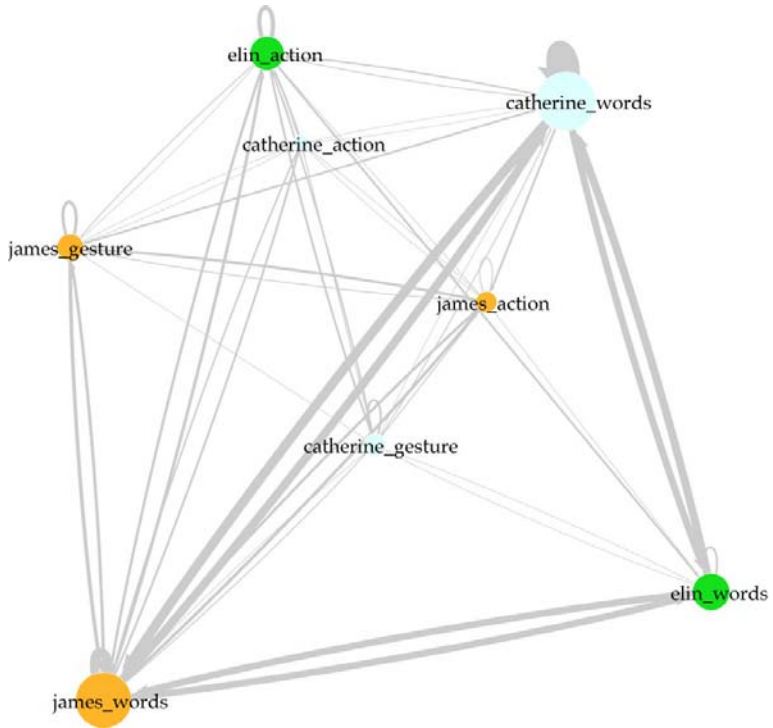 elin_action
catherine_words
catherine_action
james_gesture
james_action
catherine_gesture
elin_words
james_words